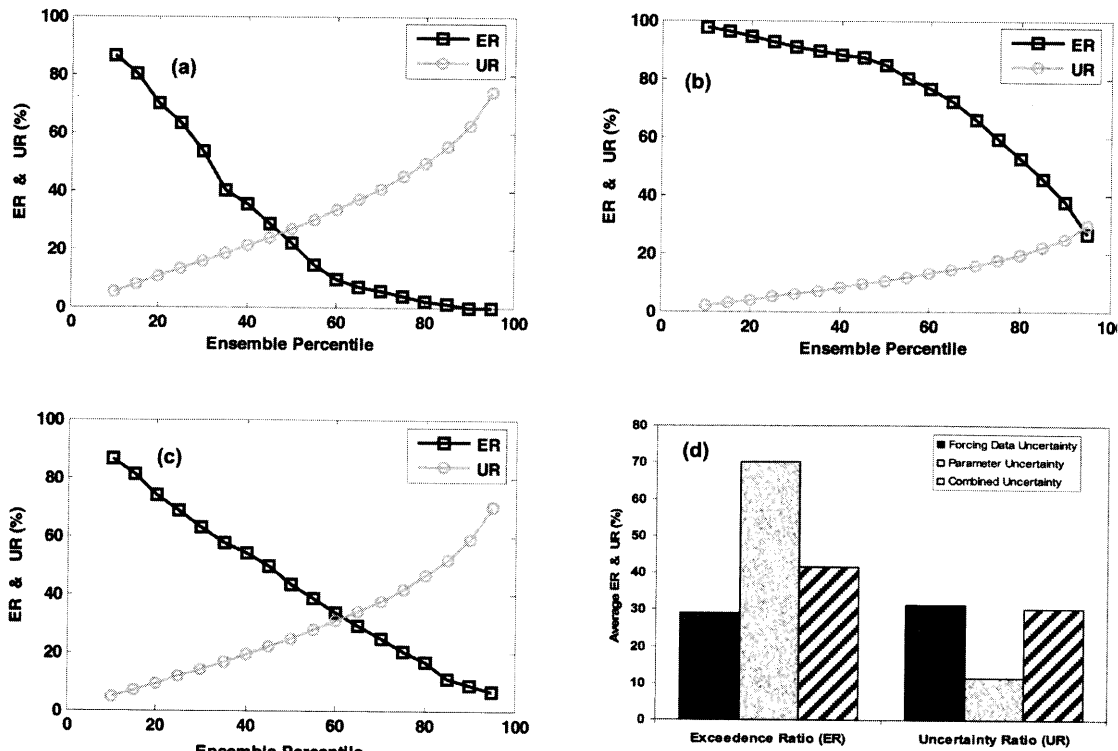 100
80
60
40
20
0
ER & UR (%)
(a)
ER
UR
0 20 40 60 80 100
Ensemble Percentile
100
80
60
40
20
0
ER & UR (%)
(b)
ER
UR
0 20 40 60 80 10
Ensemble Percentile
100
80
60
40
20
0
ER & UR (%)
(c)
ER
UR
0 20 40 60 80 100
Ensemble Percentile
80
70
60
50
40
30
20
10
0
Average ER & UR (%)
(d)
Forcing Data Uncertainty
Parameter Uncertainty
Combined Uncertainty
Exceedence Ratio (ER) Uncertainty Ratio (UR)